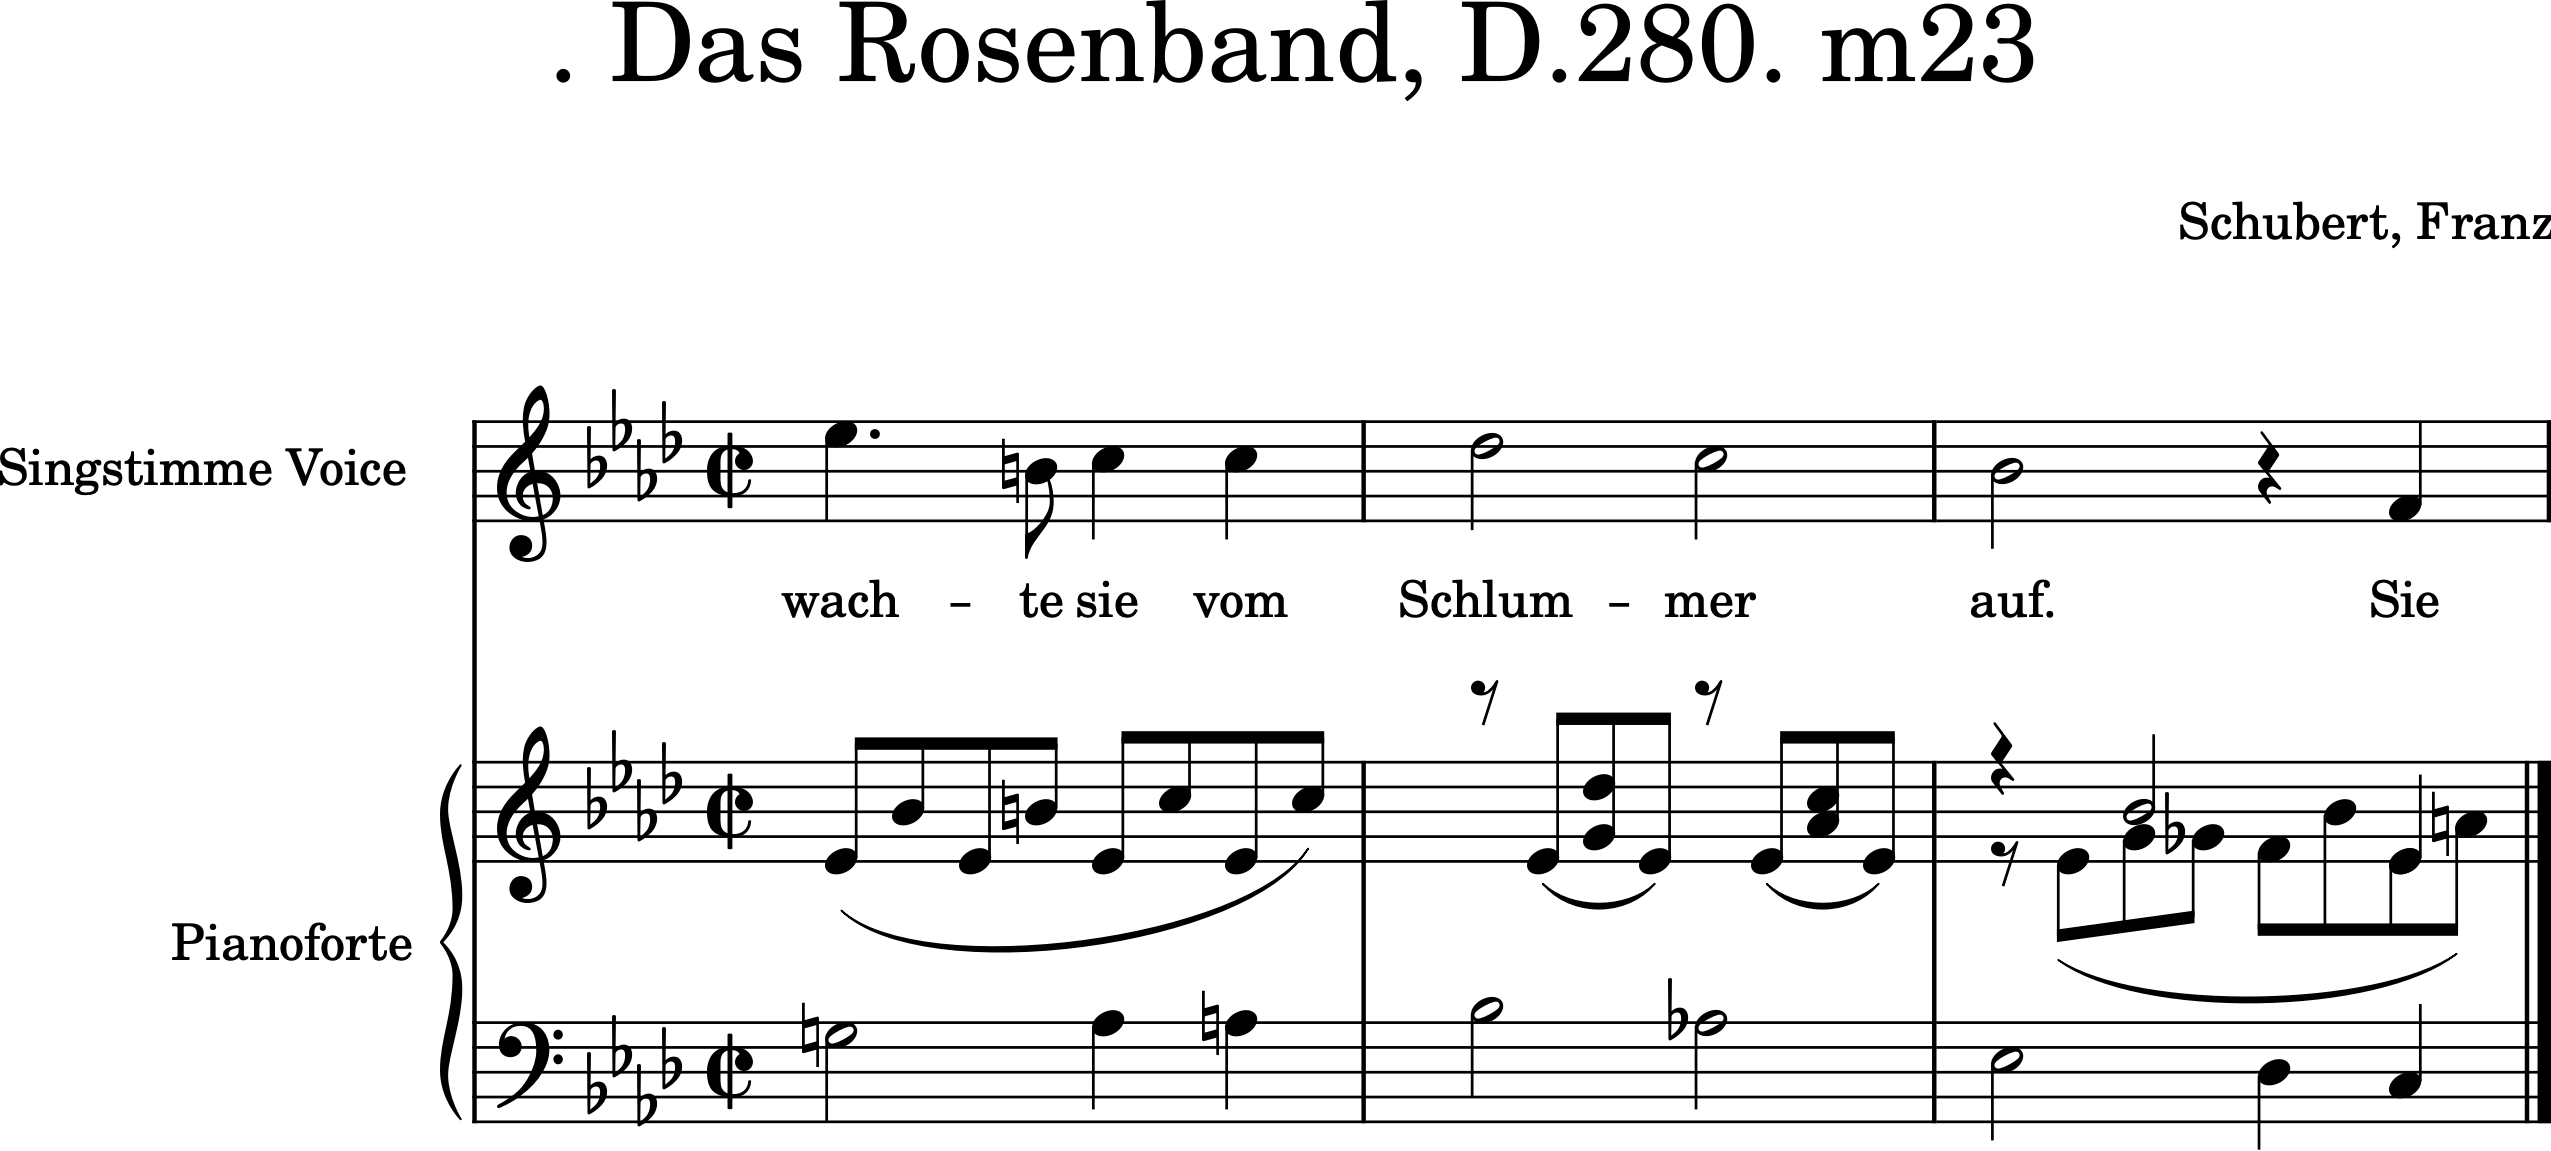 . Das Rosenband, D.280. m23
Schubert, Franz
Singstimme Voice
wach - te sie vom Schlum - mer auf. Sie
Pianoforte